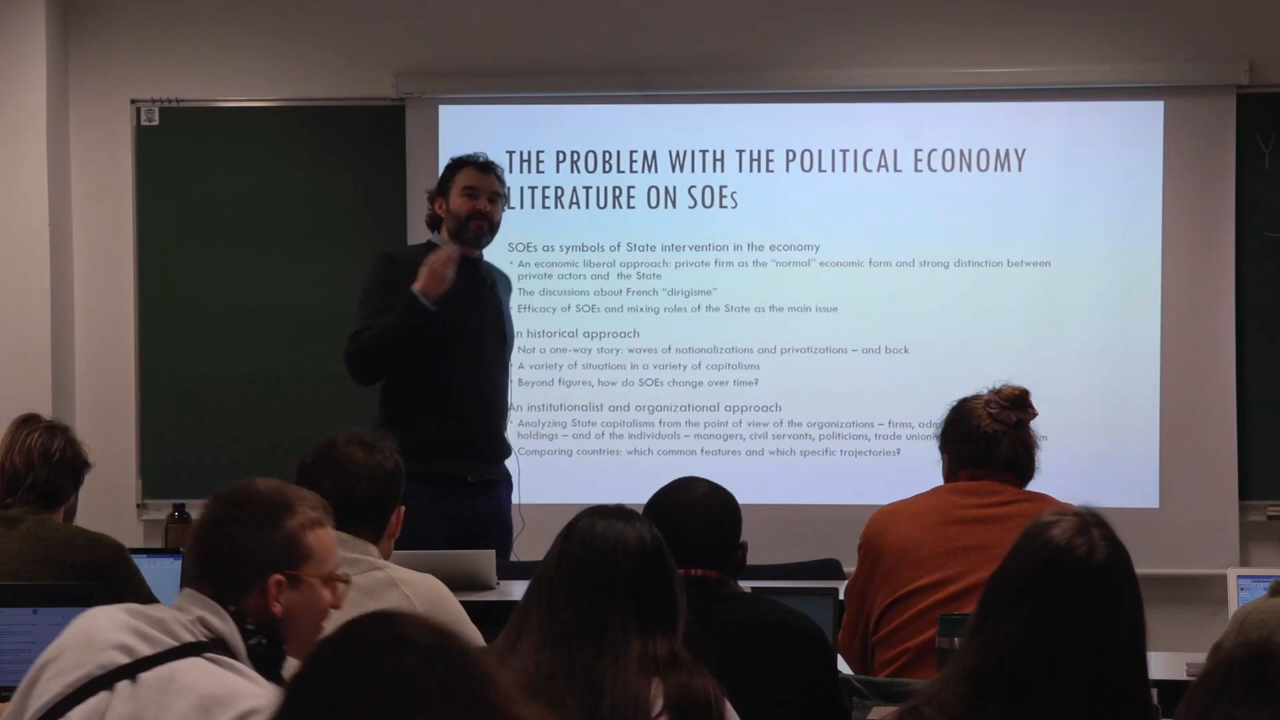 THE PROBLEM WITH THE POLITICAL ECONOMY
LITERATURE ON SOEs
SOEs as symbols of State intervention in the economy
• An economic liberal approach: private firm as the “normal” economic form and strong distinction between
private actors and the State
The discussions about French “dirigisme”
• Efficacy of SOEs and mixing roles of the State as the main issue
n historical approach
Not a one-way story: waves of nationalizations and privatizations – and back
• A variety of situations in a variety of capitalisms
• Beyond figures, how do SOEs change over time?
An institutionalist and organizational approach
• Analyzing State capitalisms from the point of view of the organizations – firms,
holdings – and of the individuals – managers, civil servants, politicians, trade
Comparing countries: which common features and which specific trajectories?